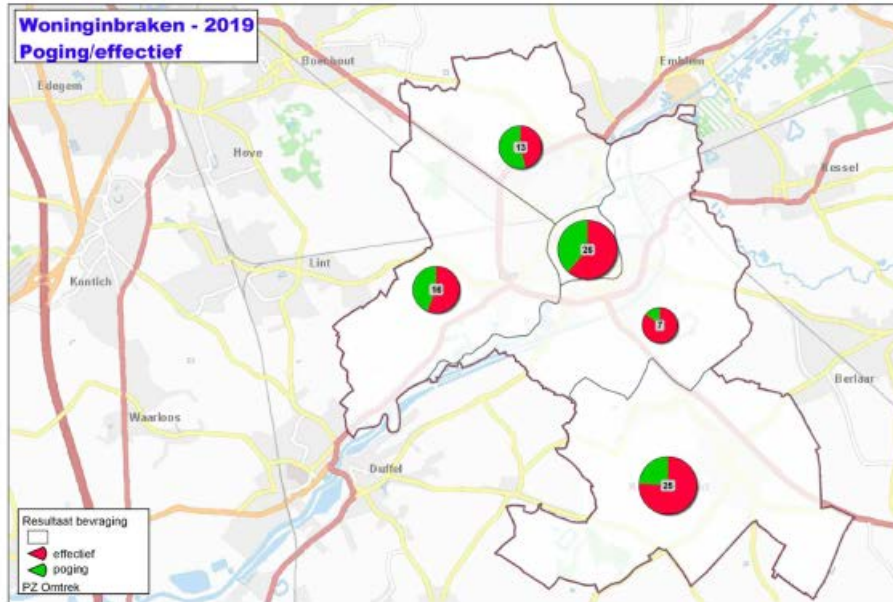 Woninginbraken - 2019
Poging/effectief
Boechout
Emblem
Edegem
Hove
13
Kessel
26
Lint
Kontich
16
7
Berlaar
Waarloos
Duffel
25
Resultaat bevraging
effectief
poging
PZ Omtrek